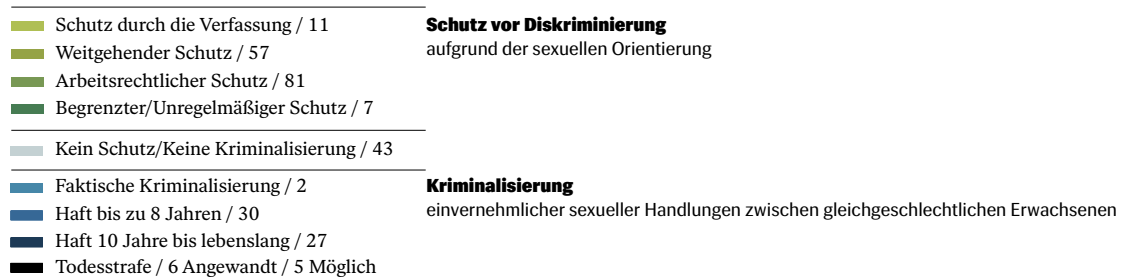 Schutz durch die Verfassung / 11
Weitgehender Schutz / 57
Arbeitsrechtlicher Schutz / 81
Begrenzter/Unregelmäßiger Schutz / 7
Schutz vor Diskriminierung
aufgrund der sexuellen Orientierung
Kein Schutz/Keine Kriminalisierung / 43
Faktische Kriminalisierung / 2
Haft bis zu 8 Jahren / 30
Haft 10 Jahre bis lebenslang / 27
Todesstrafe / 6 Angewandt / 5 Möglich
Kriminalisierung
einvernehmlicher sexueller Handlungen zwischen gleichgeschlechtlichen Erwachsenen